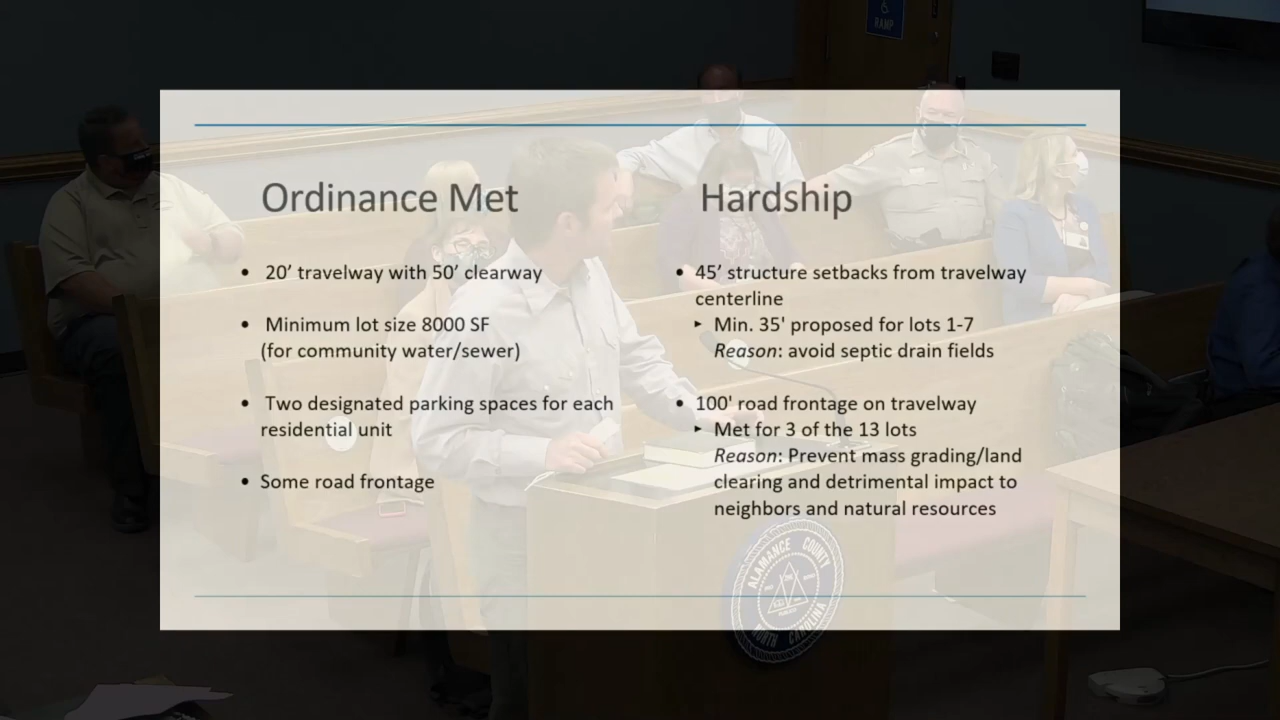 RAMP
Ordinance Met
• 20’ travelway with 50’ clearway
• Minimum lot size 8000 SF
(for community water/sewer)
• Two designated parking spaces for each
residential unit
• Some road frontage
Hardship
• 45’ structure setbacks from travelway
centerline
‣ Min. 35' proposed for lots 1-7
Reason: avoid septic drain fields
• 100' road frontage on travelway
‣ Met for 3 of the 13 lots
Reason: Prevent mass grading/land
clearing and detrimental impact to
neighbors and natural resources
ALAMANCE COUNTY
NORTH CAROLINA